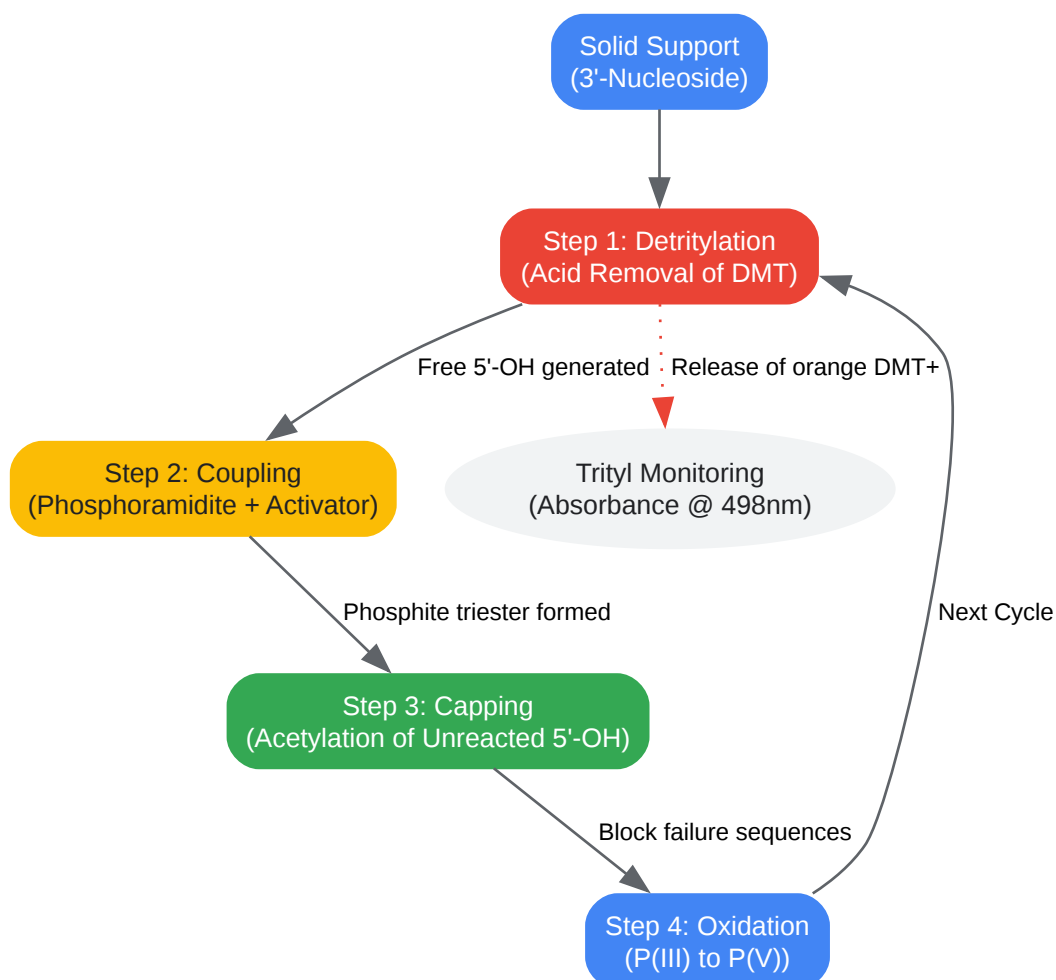 Solid Support
(3'-Nucleoside)
Step 1: Detritylation
(Acid Removal of DMT)
Free 5'-OH generated
Release of orange DMT+
Step 2: Coupling
(Phosphoramidite + Activator)
Trityl Monitoring
(Absorbance @ 498nm)
Phosphite triester formed
Next Cycle
Step 3: Capping
(Acetylation of Unreacted 5'-OH)
Block failure sequences
Step 4: Oxidation
(P(III) to P(V))